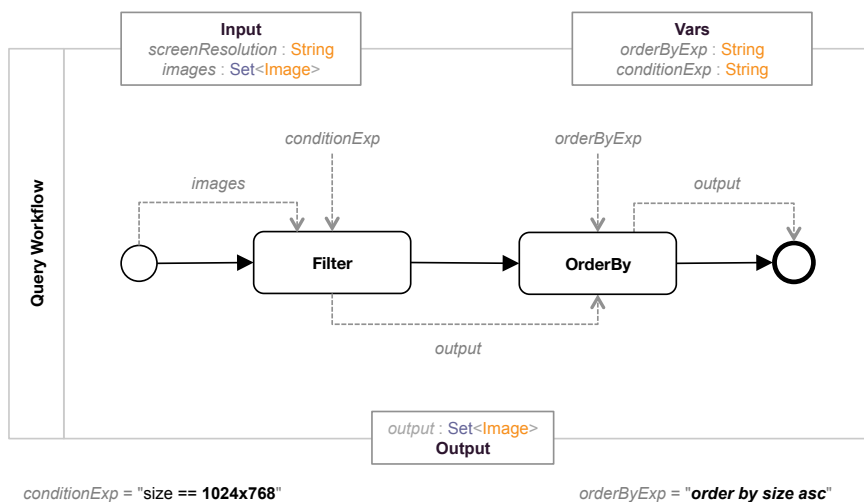 Input
screenResolution : String
images : Set<Image>
Vars
orderByExp : String
conditionExp : String
Query Workflow
conditionExp
orderByExp
images
output
Filter
OrderBy
output
output : Set<Image>
Output
conditionExp = "size == 1024x768"
orderByExp = "order by size asc"